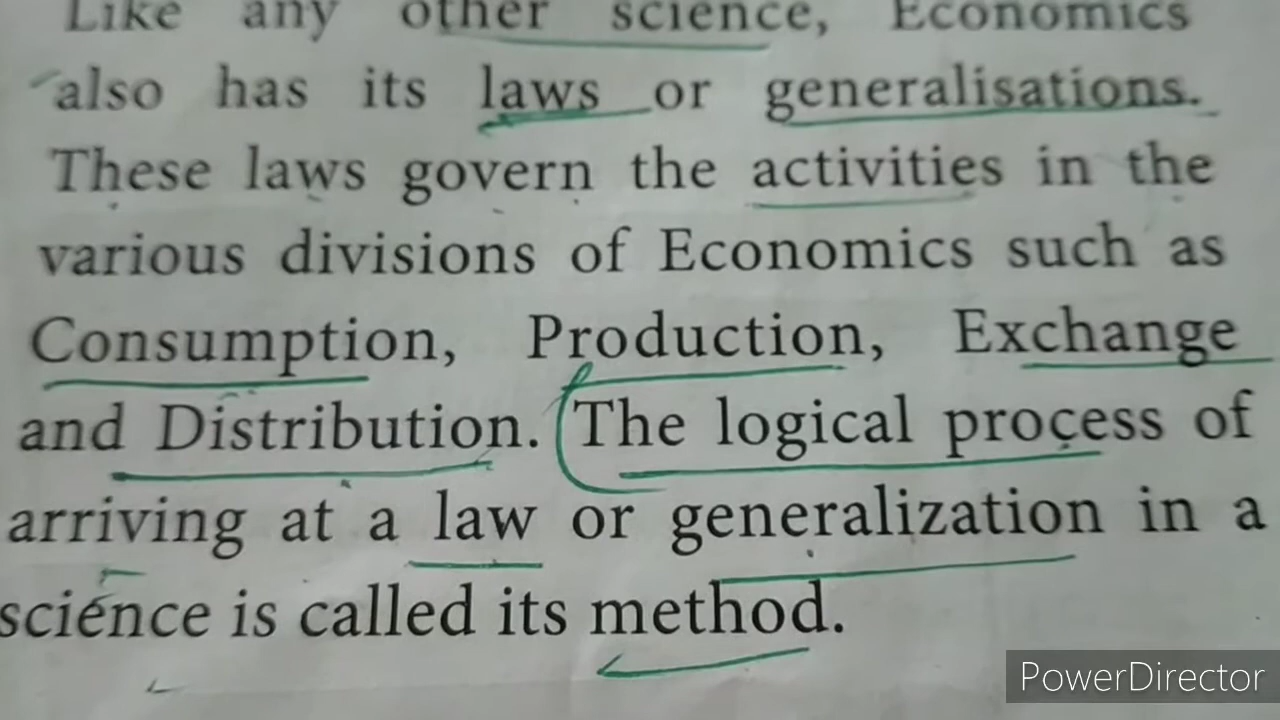 Like any other science, Economics
also has its laws or generalisations.
These laws govern the activities in the
various divisions of Economics such as
Consumption, Production, Exchange
and Distribution. The logical process of
arriving at a law or generalization in a
science is called its method.
PowerDirector